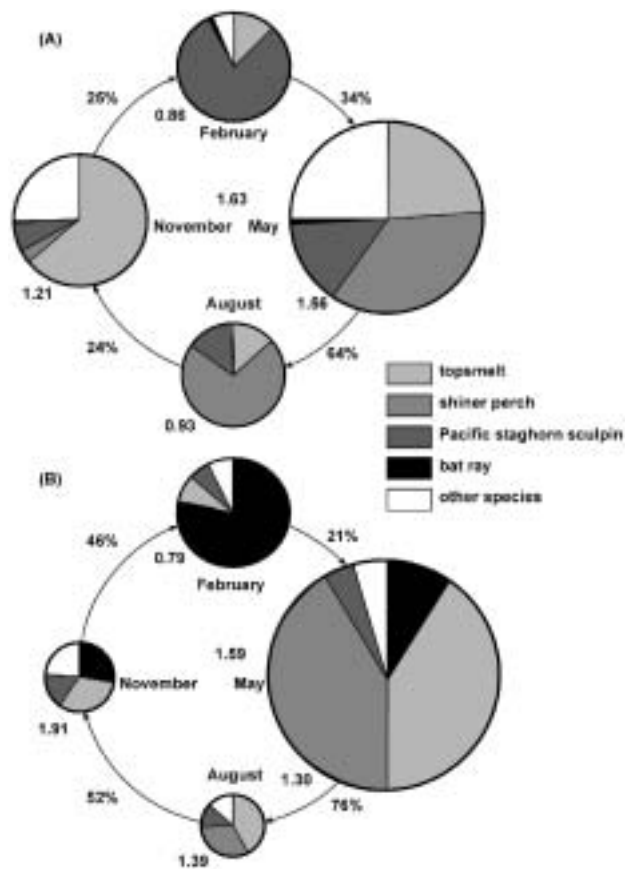 (A)
25%
34%
0.86
February
1.63
November May
1.21
August
1.66
24%
64%
0.93
topsmelt
shiner perch
Pacific staghorn sculpin
bat ray
other species
(B)
46%
21%
0.79
February
1.59
November May
1.91
August
1.30
52%
76%
1.39